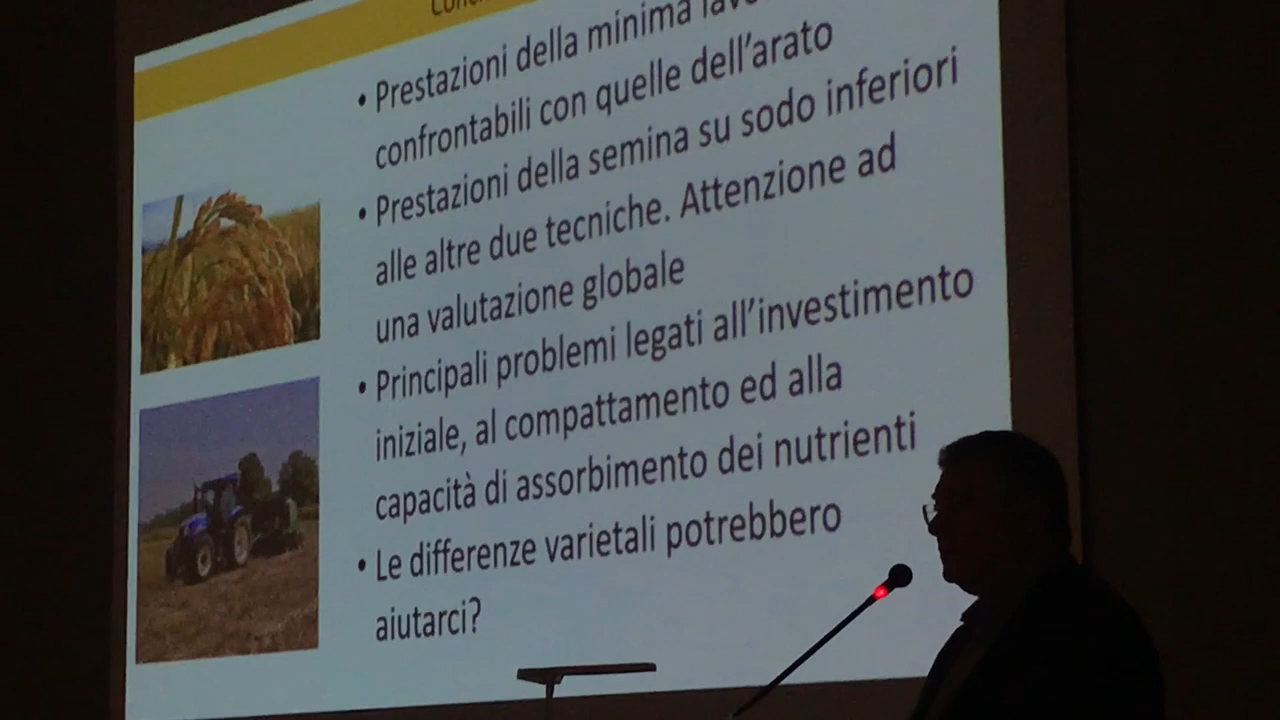 • Prestazioni della minima
confrontabili con quelle dell'arato
• Prestazioni della semina su sodo inferiori
alle altre due tecniche. Attenzione ad
una valutazione globale
• Principali problemi legati all'investimento
iniziale, al compattamento ed alla
capacità di assorbimento dei nutrienti
• Le differenze varietali potrebbero
aiutarci?